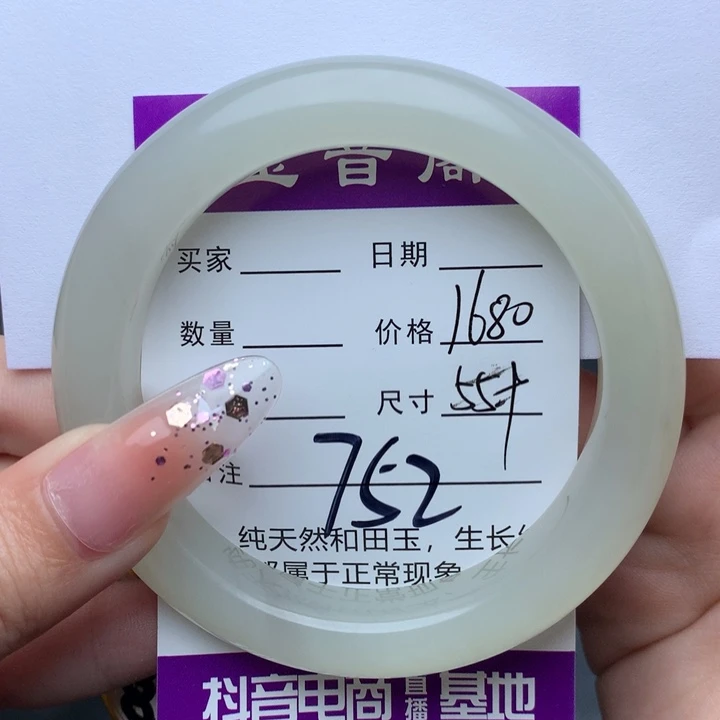 音阁
买家 日期
数量 价格 1680
尺寸 55+
注 752
纯天然和田玉，生长
属于正常现象
抖音电商直播基地